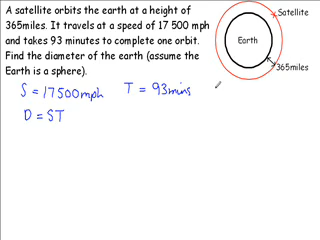 A satellite orbits the earth at a height of
365miles. It travels at a speed of 17 500 mph
and takes 93 minutes to complete one orbit.
Find the diameter of the earth (assume the
Earth is a sphere).
Satellite
Earth
365miles
S = 17500mph T = 93mins
D = ST